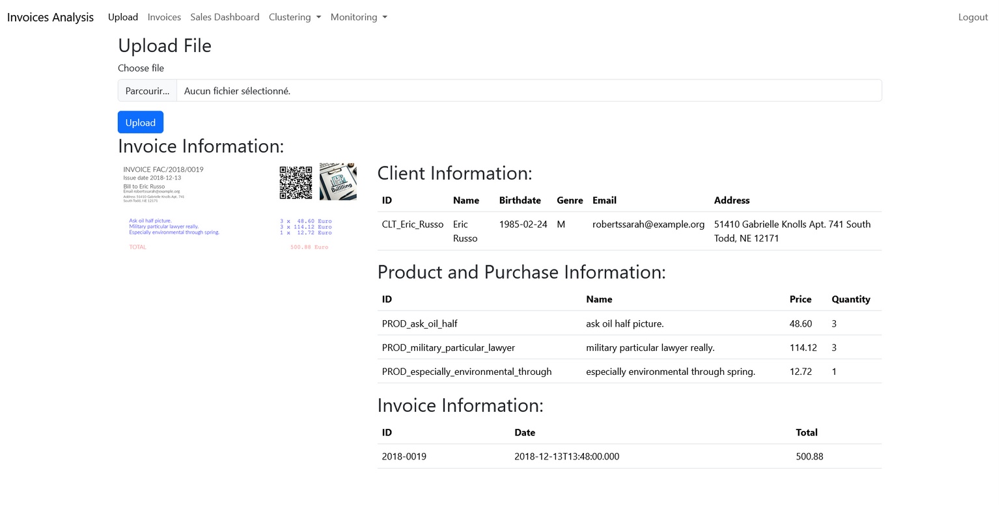 Invoices Analysis Upload Invoices Sales Dashboard Clustering Monitoring Logout
Upload File
Choose file
Parcourir... Aucun fichier sélectionné.
Upload
Invoice Information:
INVOICE FAC/2018/0019
Issue date 2018-12-13
Bill to Eric Russo
Email robertssarah@example.org
Address 51410 Gabrielle Knolls Apt. 741
South Todd, NE 12171
Billlling
Ask oil half picture. 3 x 48.60 Euro
Military particular lawyer really. 3 x 114.12 Euro
Especially environmental through spring. 1 x 12.72 Euro
TOTAL 500.88 Euro
Client Information:
ID Name Birthdate Genre Email Address
CLT_Eric_Russo Eric 1985-02-24 M robertssarah@example.org 51410 Gabrielle Knolls Apt. 741 South
Russo Todd, NE 12171
Product and Purchase Information:
ID Name Price Quantity
PROD_ask_oil_half ask oil half picture. 48.60 3
PROD_military_particular_lawyer military particular lawyer really. 114.12 3
PROD_especially_environmental_through especially environmental through spring. 12.72 1
Invoice Information:
ID Date Total
2018-0019 2018-12-13T13:48:00.000 500.88